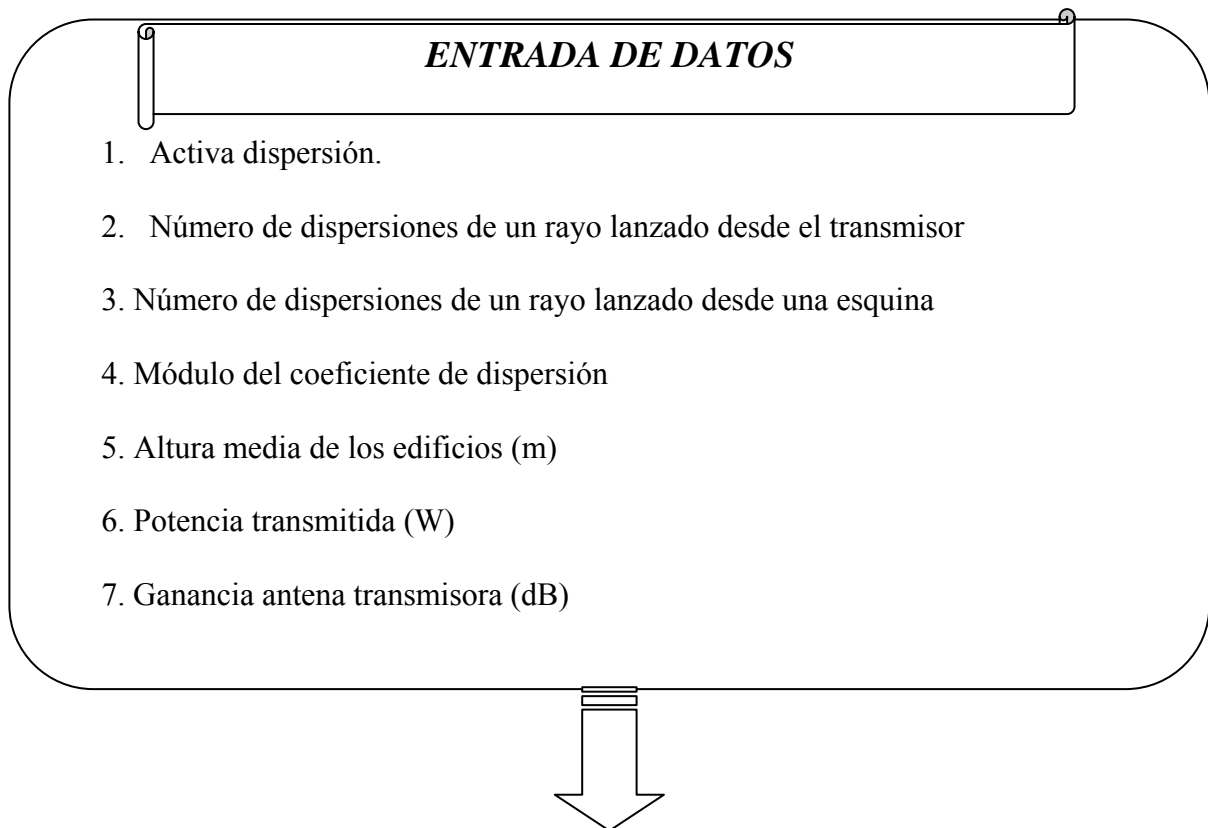 ENTRADA DE DATOS
1. Activa dispersión.
2. Número de dispersiones de un rayo lanzado desde el transmisor
3. Número de dispersiones de un rayo lanzado desde una esquina
4. Módulo del coeficiente de dispersión
5. Altura media de los edificios (m)
6. Potencia transmitida (W)
7. Ganancia antena transmisora (dB)